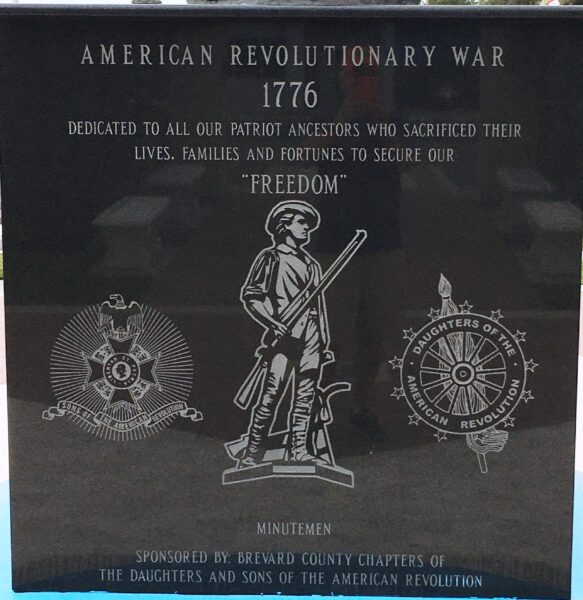 AMERICAN REVOLUTIONARY WAR
1776
DEDICATED TO ALL OUR PATRIOT ANCESTORS WHO SACRIFICED THEIR
LIVES, FAMILIES AND FORTUNES TO SECURE OUR
"FREEDOM"
SONS OF THE AMERICAN REVOLUTION
DAUGHTERS OF THE
AMERICAN REVOLUTION
MINUTEMEN
SPONSORED BY: BREVARD COUNTY CHAPTERS OF
THE DAUGHTERS AND SONS OF THE AMERICAN REVOLUTION